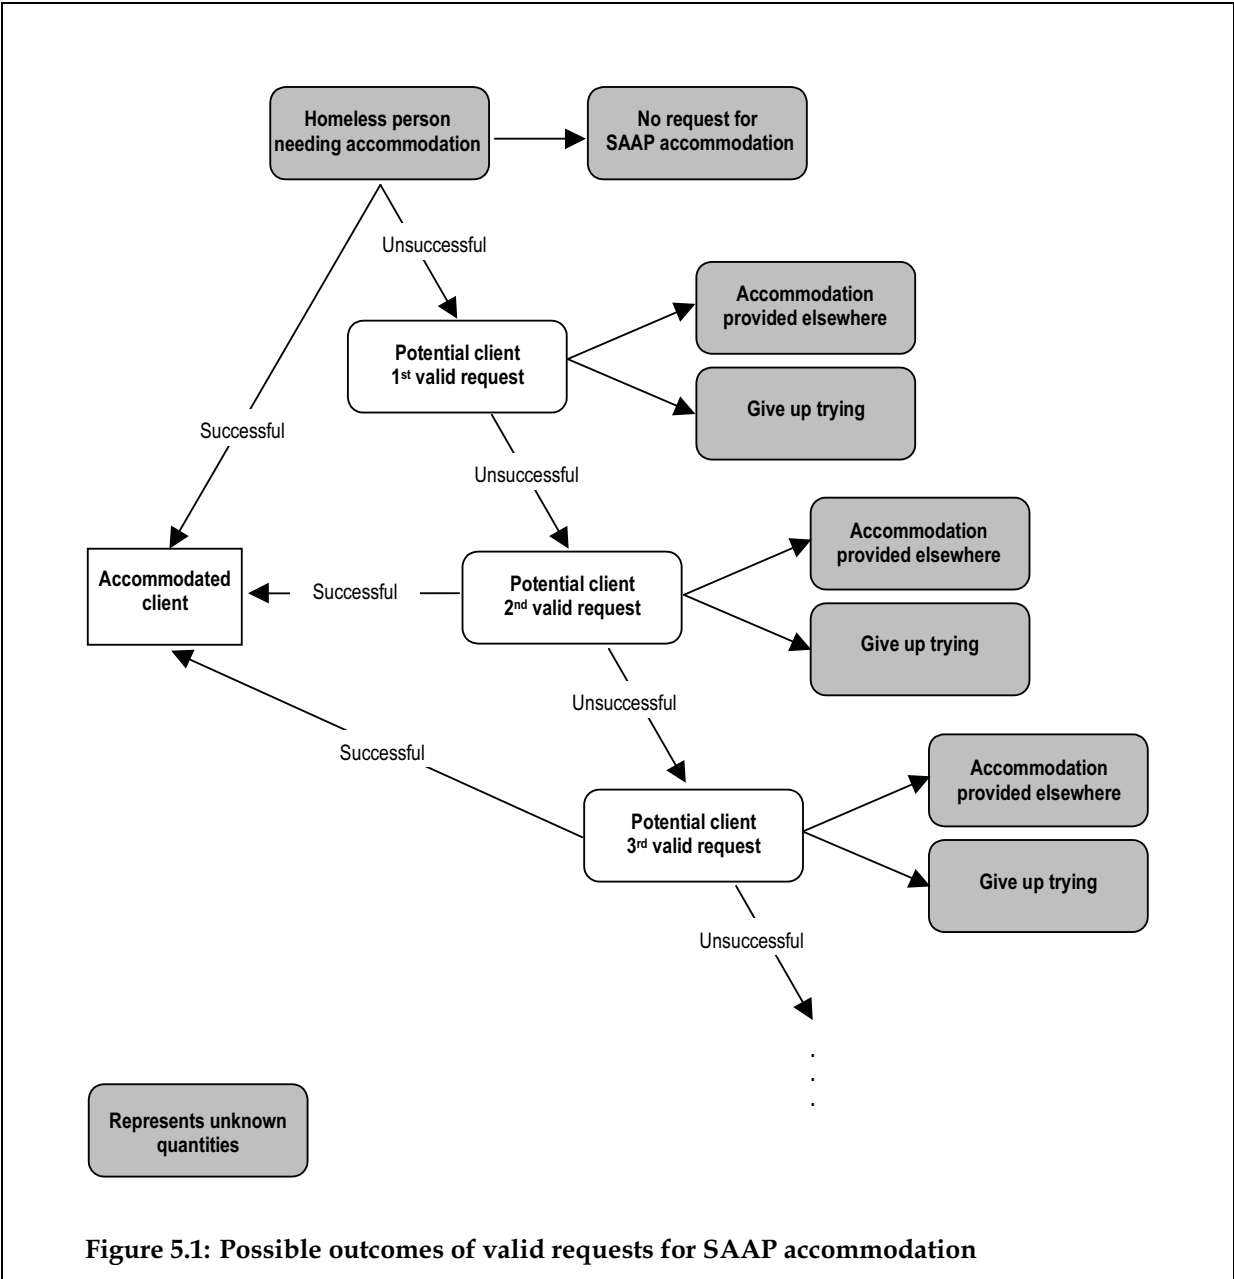 Homeless person
needing accommodation
No request for
SAAP accommodation
Unsuccessful
Accommodation
provided elsewhere
Potential client
1st valid request
Give up trying
Successful
Unsuccessful
Accommodation
provided elsewhere
Accommodated
client
Successful
Potential client
2nd valid request
Give up trying
Unsuccessful
Successful
Accommodation
provided elsewhere
Potential client
3rd valid request
Give up trying
Unsuccessful
.
.
.
Represents unknown
quantities
Figure 5.1: Possible outcomes of valid requests for SAAP accommodation